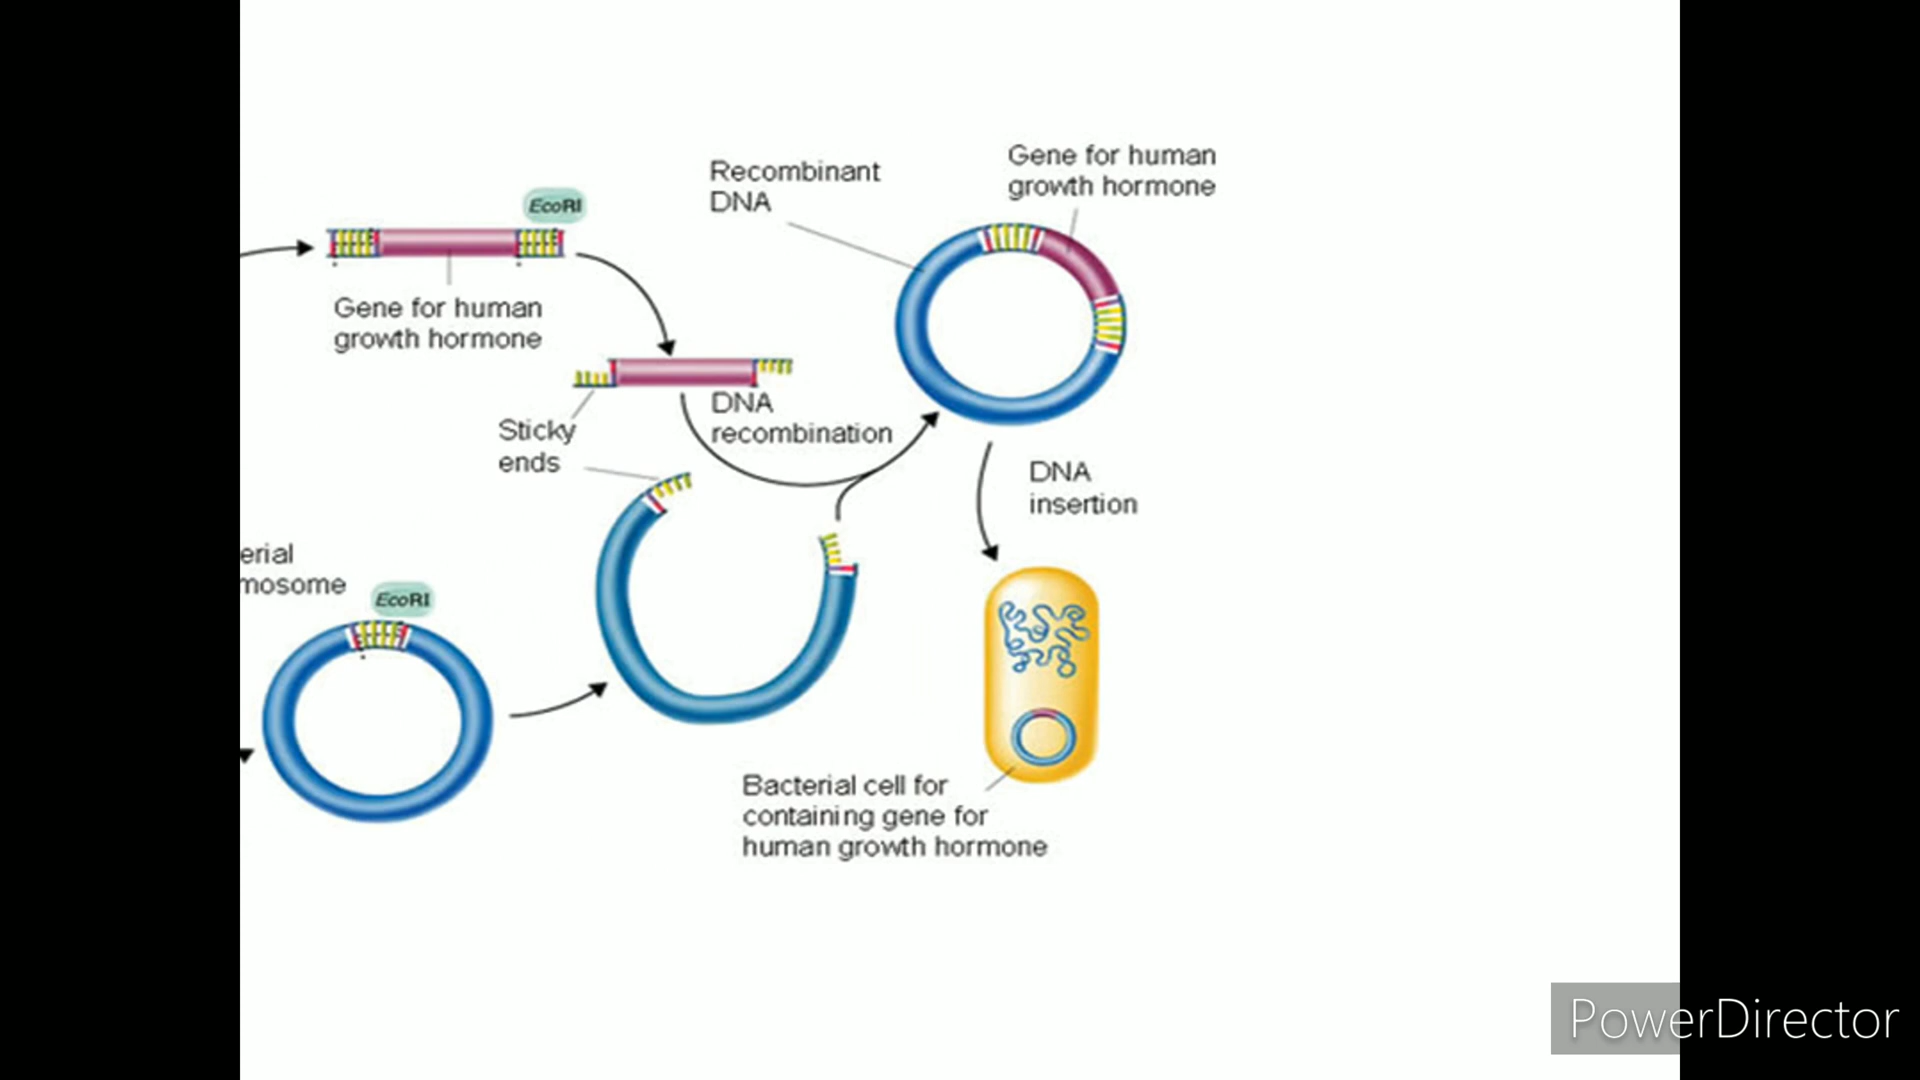 Recombinant
DNA
Gene for human
growth hormone
EcoRI
Gene for human
growth hormone
DNA
recombination
Sticky
ends
DNA
insertion
erial
mosome
EcoRI
Bacterial cell for
containing gene for
human growth hormone
PowerDirector